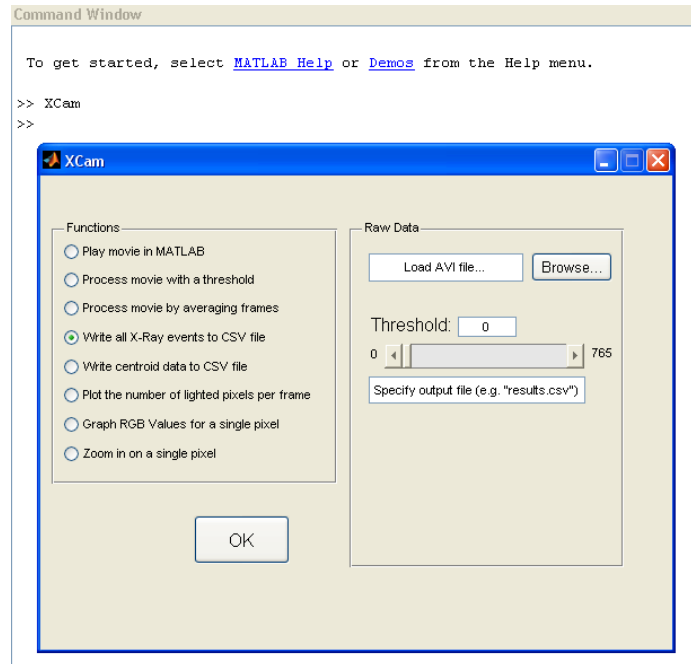 Command Window
To get started, select MATLAB Help or Demos from the Help menu.
>> XCam
>>
XCam
Functions
Play movie in MATLAB
Process movie with a threshold
Process movie by averaging frames
Write all X-Ray events to CSV file
Write centroid data to CSV file
Plot the number of lighted pixels per frame
Graph RGB Values for a single pixel
Zoom in on a single pixel
OK
Raw Data
Load AVI file... Browse...
Threshold: 0
0 765
Specify output file (e.g. "results.csv")